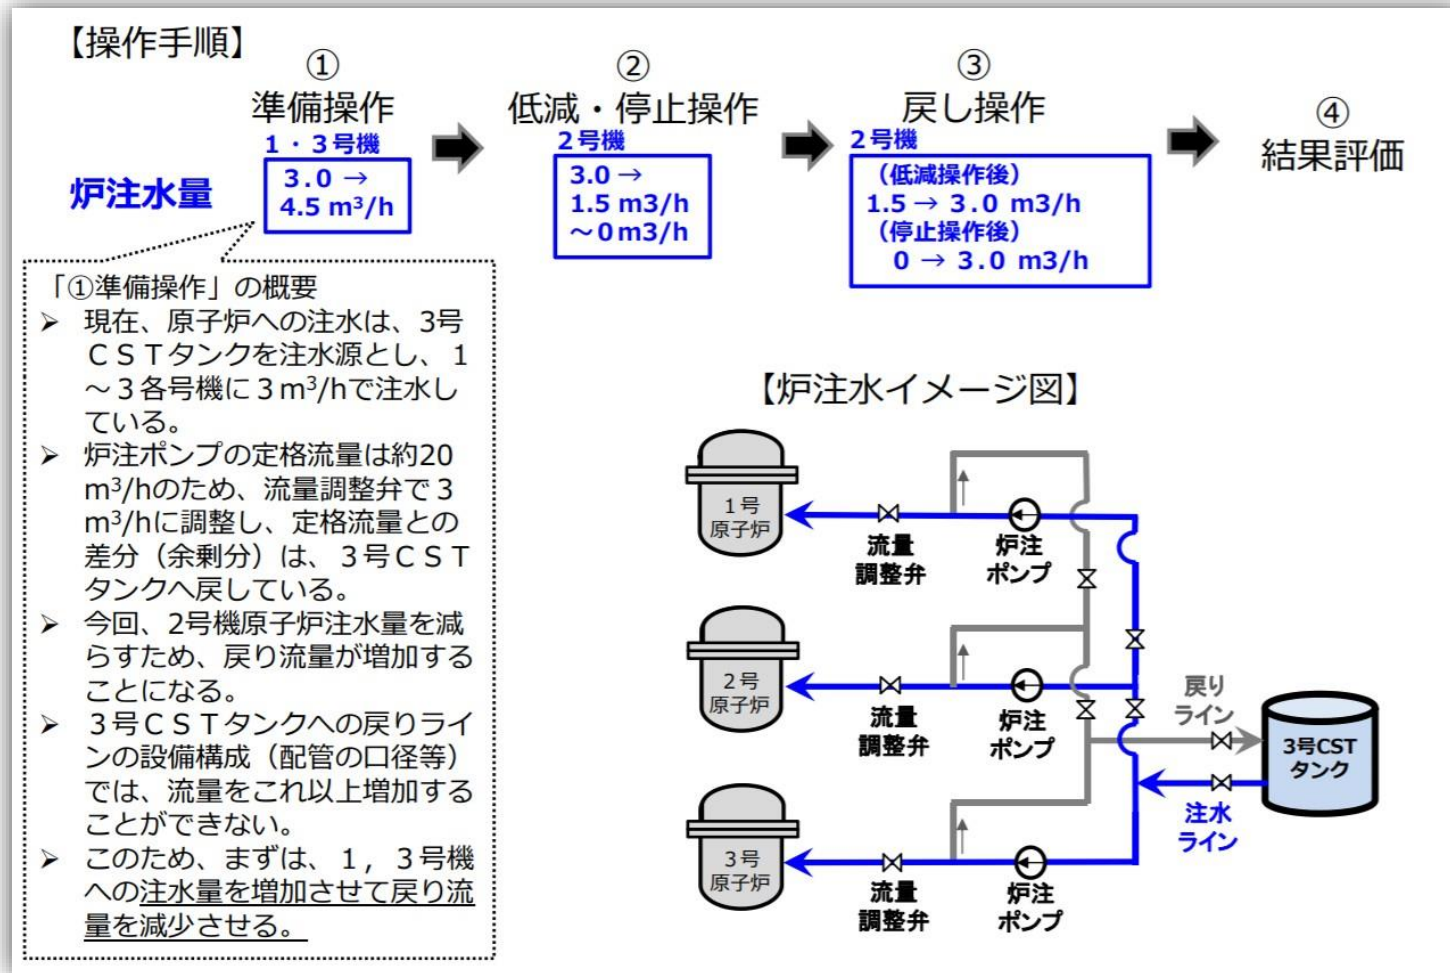 【操作手順】
①
準備操作
1・3号機
炉注水量
3.0 →
4.5 m³/h
②
低減・停止操作
2号機
3.0 →
1.5 m3/h
～0m3/h
③
戻し操作
2号機
（低減操作後）
1.5 → 3.0 m3/h
（停止操作後）
0 → 3.0 m3/h
④
結果評価
「①準備操作」の概要
➢ 現在、原子炉への注水は、3号
ＣＳＴタンクを注水源とし、１
～３各号機に３m³/hで注水し
ている。
➢ 炉注ポンプの定格流量は約20
m³/hのため、流量調整弁で３
m³/hに調整し、定格流量との
差分（余剰分）は、３号ＣＳＴ
タンクへ戻している。
➢ 今回、2号機原子炉注水量を減
らすため、戻り流量が増加する
ことになる。
➢ ３号ＣＳＴタンクへの戻りライ
ンの設備構成（配管の口径等）
では、流量をこれ以上増加する
ことができない。
➢ このため、まずは、１，３号機
への注水量を増加させて戻り流
量を減少させる。
【炉注水イメージ図】
１号
原子炉
流量
調整弁
炉注
ポンプ
２号
原子炉
流量
調整弁
炉注
ポンプ
戻り
ライン
3号CST
タンク
注水
ライン
３号
原子炉
流量
調整弁
炉注
ポンプ